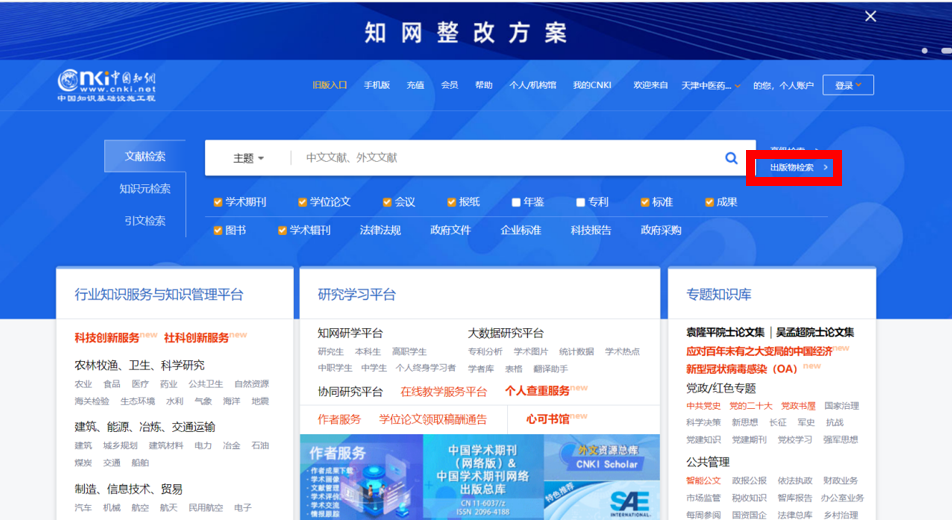 知网整改方案
cnki 中国知网
www.cnki.net
中国知识基础设施工程
旧版入口 手机版 充值 会员 帮助 个人/机构馆 我的CNKI 欢迎来自 天津中医药... 的您，个人账户 登录
文献检索
知识元检索
引文检索
主题 中文文献、外文文献
出版物检索 >
学术期刊 学位论文 会议 报纸 年鉴 专利 标准 成果
图书 学术辑刊 法律法规 政府文件 企业标准 科技报告 政府采购
行业知识服务与知识管理平台
科技创新服务new 社科创新服务new
农林牧渔、卫生、科学研究
农业 食品 医疗 药业 公共卫生 自然资源
海关检验 生态环境 水利 气象 海洋 地震
建筑、能源、冶炼、交通运输
建筑 城乡规划 建筑材料 电力 冶金 石油
煤炭 交通 船舶
制造、信息技术、贸易
汽车 机械 航空 航天 民用航空 电子
研究学习平台
知网研学平台
研究生 本科生 高职学生
中职学生 中学生 个人终身学习者
大数据研究平台
专利分析 学术图片 统计数据 学术热点
学者库 表格 翻译助手
协同研究平台 在线教学服务平台 个人查重服务new
作者服务 学位论文领取稿酬通告 心可书馆new
作者服务
·作者成果下载
·学术图录
·文献管理
·学术评价
·学术交流
·情报跟踪
中国学术期刊
（网络版）&
中国学术期刊网络
出版总库
CN 11-6037/Z
ISSN 2096-4188
外文资源总库
CNKI Scholar
特色推荐
SAE
INTERNATIONAL
专题知识库
袁隆平院士论文集 | 吴孟超院士论文集
应对百年未有之大变局的中国经济new
新型冠状病毒感染（OA）new
党政/红色专题
中共党史 党的二十大 党政书屋 国家治理
科学决策 新思想 长征 军史 抗战
党建知识 党建期刊 党校学习 强军思想
公共管理
智能公文 政报公报 依法执政 财政业务
市场监管 税收知识 智库报告 办公室业务
每周参阅 国资国企 法律总库 乡村治理